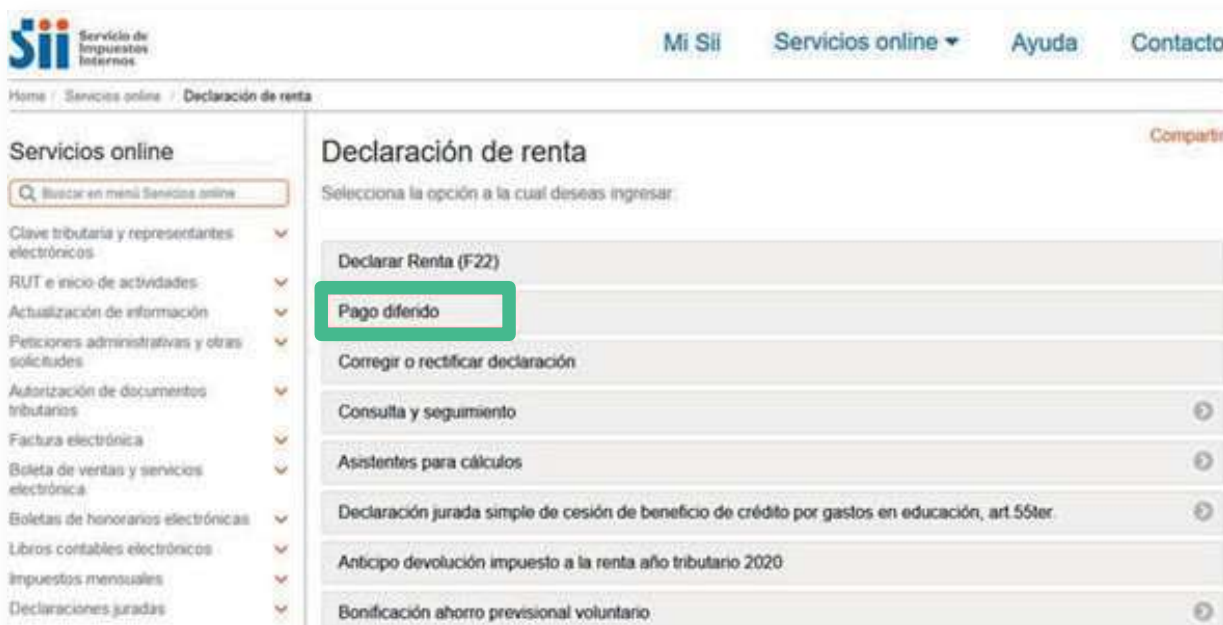 Sii Servicio de
Impuestos
Internos
Mi Sii Servicios online Ayuda Contacto
Home / Servicios online / Declaración de renta
Servicios online
Buscar en menú Servicios online
Clave tributaria y representantes
electrónicos
RUT e inicio de actividades
Actualización de información
Peticiones administrativas y otras
solicitudes
Autorización de documentos
tributarios
Factura electrónica
Boleta de ventas y servicios
electrónica
Boletas de honorarios electrónicas
Libros contables electrónicos
Impuestos mensuales
Declaraciones juradas
Compartir
Declaración de renta
Selecciona la opción a la cual deseas ingresar:
Declarar Renta (F22)
Pago diferido
Corregir o rectificar declaración
Consulta y seguimiento
Asistentes para cálculos
Declaración jurada simple de cesión de beneficio de crédito por gastos en educación, art.55ter.
Anticipo devolución impuesto a la renta año tributario 2020
Bonificación ahorro previsional voluntario